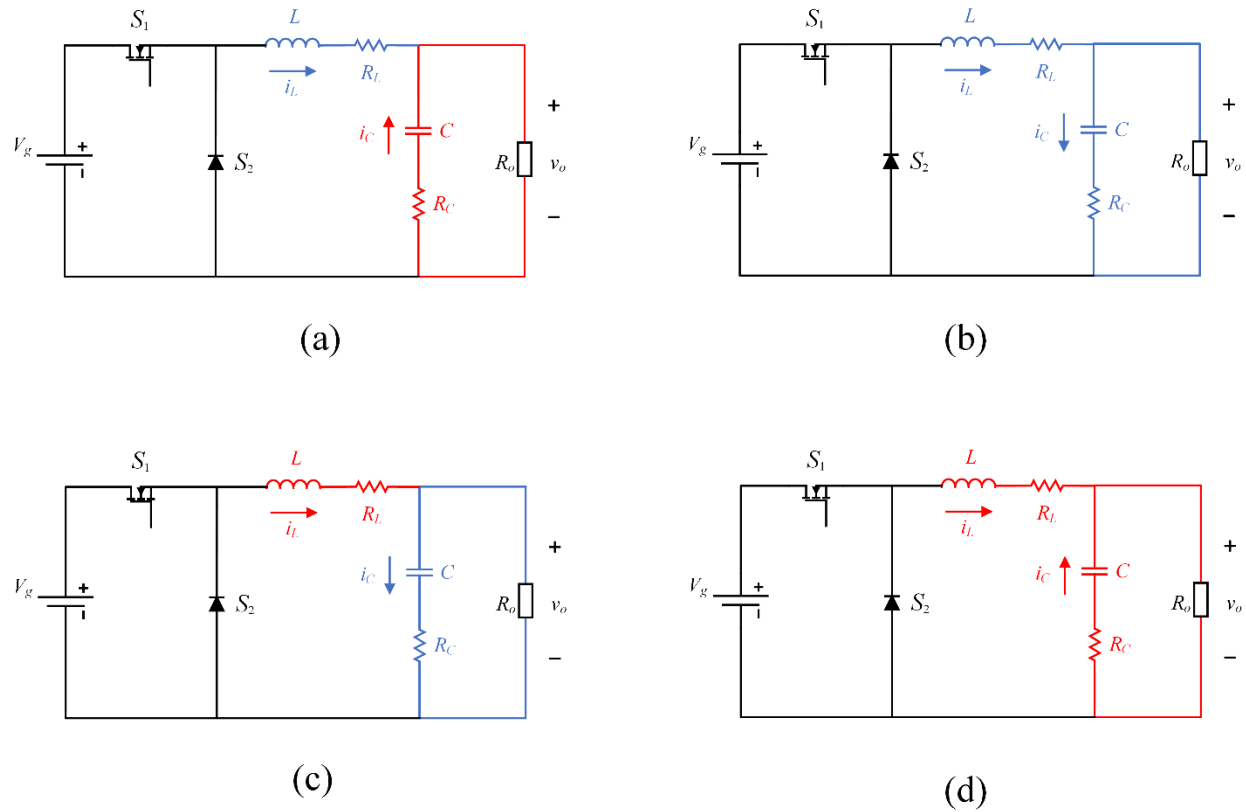 S1
L
RL
iL
+
iC
C
Vg
+
S2
Ro
vo
RC
−
(a)
S1
L
RL
iL
+
iC
C
Vg
+
S2
Ro
vo
RC
−
(b)
S1
L
RL
iL
+
iC
C
Vg
+
S2
Ro
vo
RC
−
(c)
S1
L
RL
iL
+
iC
C
Vg
+
S2
Ro
vo
RC
−
(d)